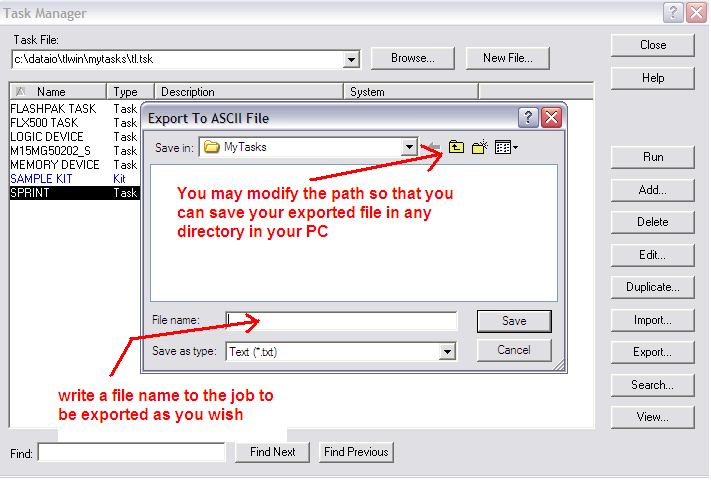 Task Manager
Task File:
c:\dataio\tlwin\mytasks\tl.tsk
Browse...
New File...
Close
Help
Name Type Description System
FLASHPAK TASK Task
FLX500 TASK Task
LOGIC DEVICE Task
M15MG50202_S Task
MEMORY DEVICE Task
SAMPLE KIT Kit
SPRINT Task
Export To ASCII File
Save in: MyTasks
You may modify the path so that you
can save your exported file in any
directory in your PC
File name:
Save
Save as type: Text (*.txt)
Cancel
write a file name to the job to
be exported as you wish
Run
Add...
Delete
Edit...
Duplicate...
Import...
Export...
Search...
View...
Find:
Find Next
Find Previous